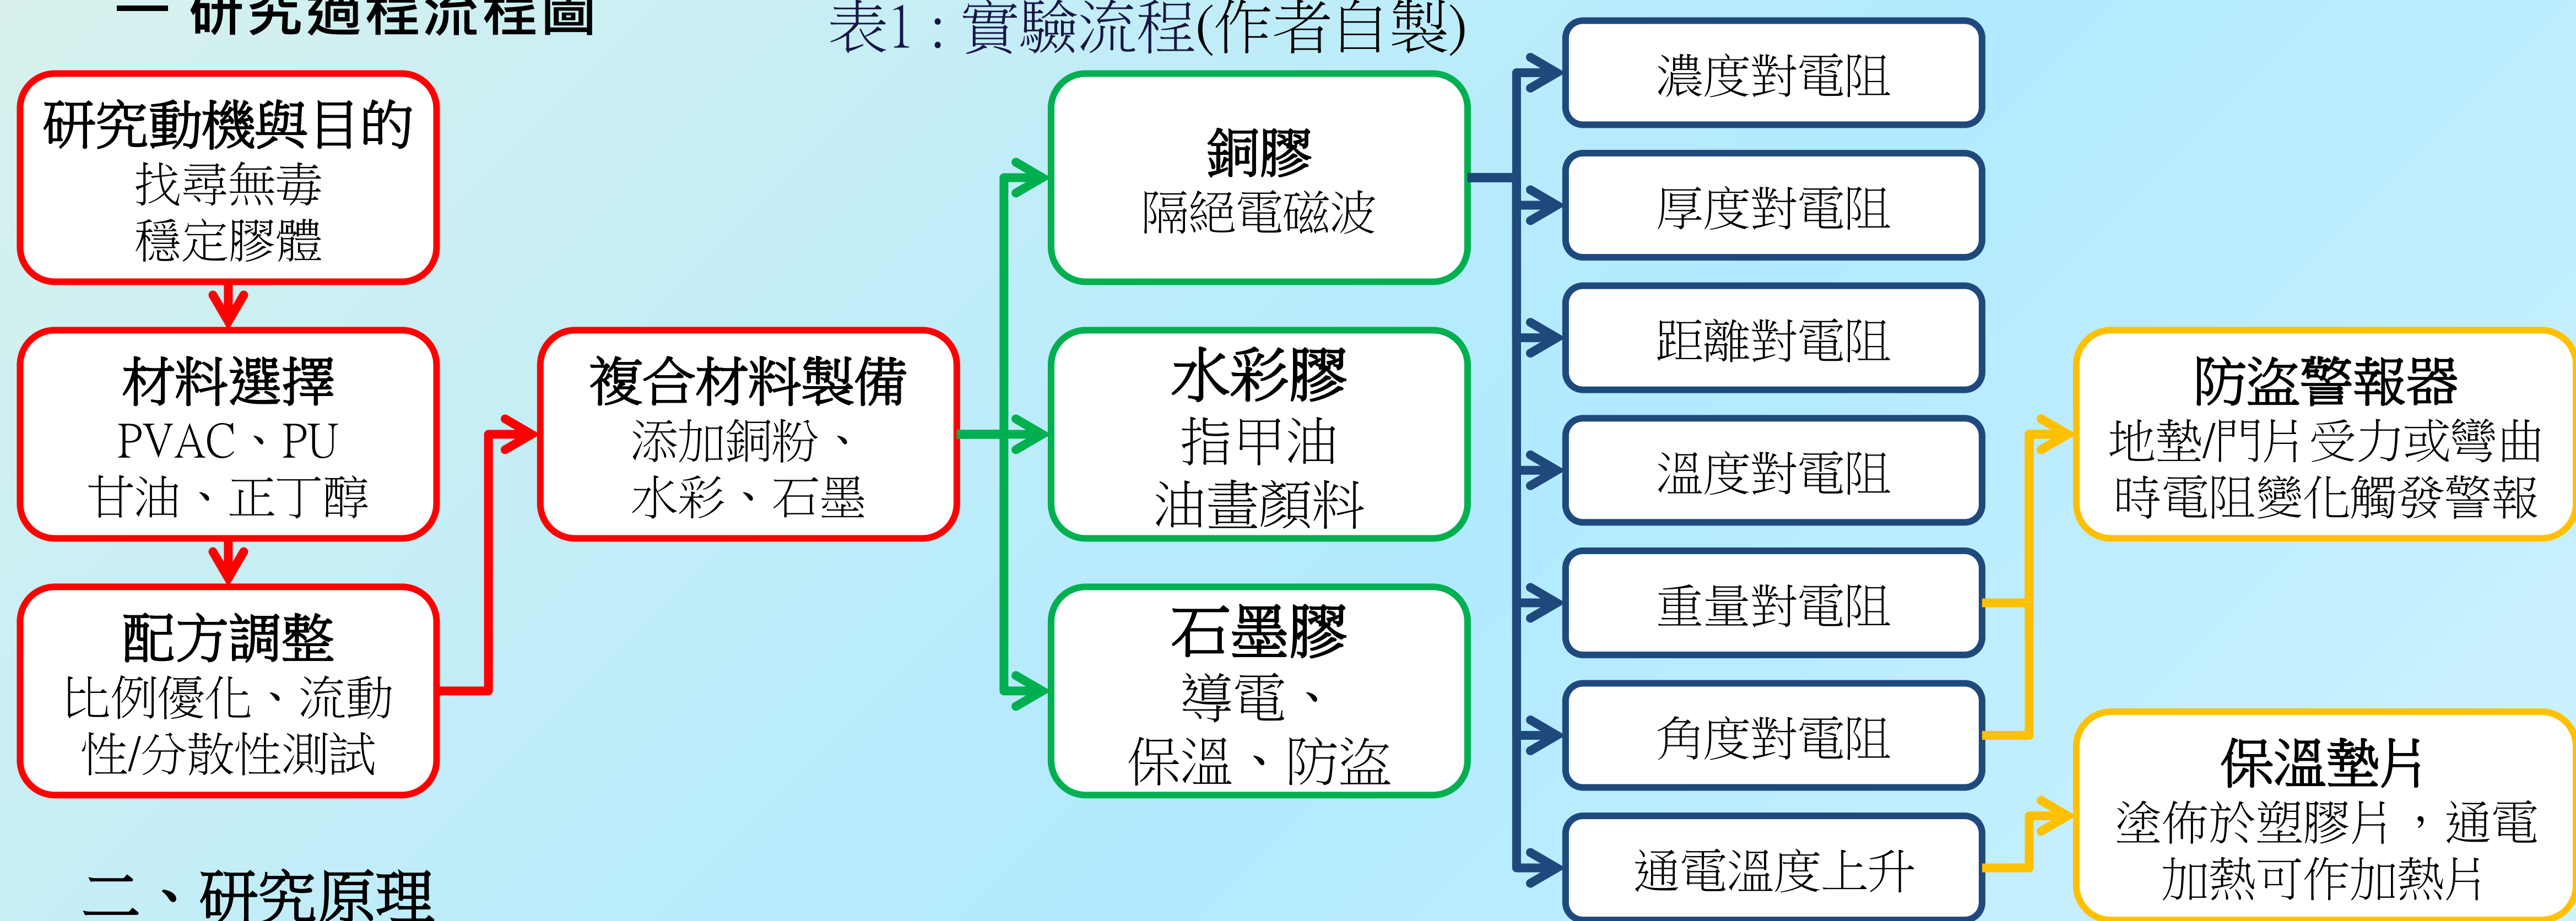 一 研究過程流程圖
表1：實驗流程(作者自製)
研究動機與目的
找尋無毒
穩定膠體
材料選擇
PVAC、PU
甘油、正丁醇
配方調整
比例優化、流動
性/分散性測試
複合材料製備
添加銅粉、
水彩、石墨
銅膠
隔絕電磁波
水彩膠
指甲油
油畫顏料
石墨膠
導電、
保溫、防盜
濃度對電阻
厚度對電阻
距離對電阻
溫度對電阻
重量對電阻
角度對電阻
通電溫度上升
防盜警報器
地墊/門片 受力或彎曲
時電阻變化觸發警報
保溫墊片
塗佈於塑膠片，通電
加熱可作加熱片
二、研究原理